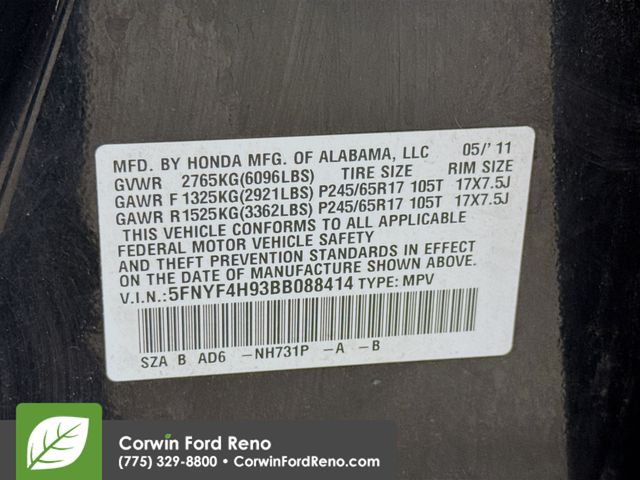 MFD. BY HONDA MFG. OF ALABAMA, LLC 05/'11
GVWR 2765KG(6096LBS) TIRE SIZE RIM SIZE
GAWR F 1325KG(2921LBS) P245/65R17 105T 17X7.5J
GAWR R1525KG(3362LBS) P245/65R17 105T 17X7.5J
THIS VEHICLE CONFORMS TO ALL APPLICABLE
FEDERAL MOTOR VEHICLE SAFETY
AND THEFT PREVENTION STANDARDS IN EFFECT
ON THE DATE OF MANUFACTURE SHOWN ABOVE.
V.I.N.:5FNYF4H93BB088414 TYPE: MPV
SZA B AD6 -NH731P -A -B
Corwin Ford Reno
(775) 329-8800 • CorwinFordReno.com